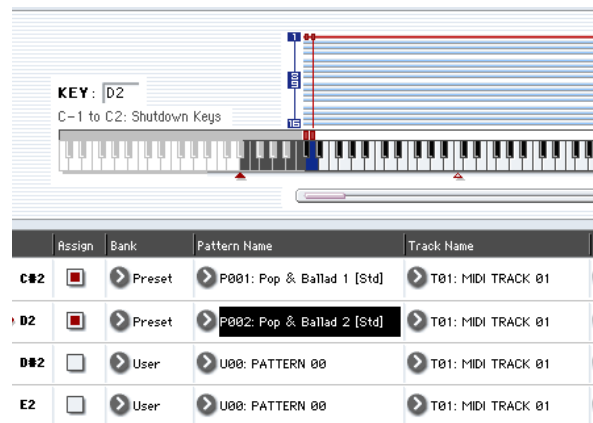 1
8
16
KEY: D2
C-1 to C2: Shutdown Keys
Assign Bank Pattern Name Track Name
C#2 Preset P001: Pop & Ballad 1 [Std] T01: MIDI TRACK 01
D2 Preset P002: Pop & Ballad 2 [Std] T01: MIDI TRACK 01
D#2 User U00: PATTERN 00 T01: MIDI TRACK 01
E2 User U00: PATTERN 00 T01: MIDI TRACK 01